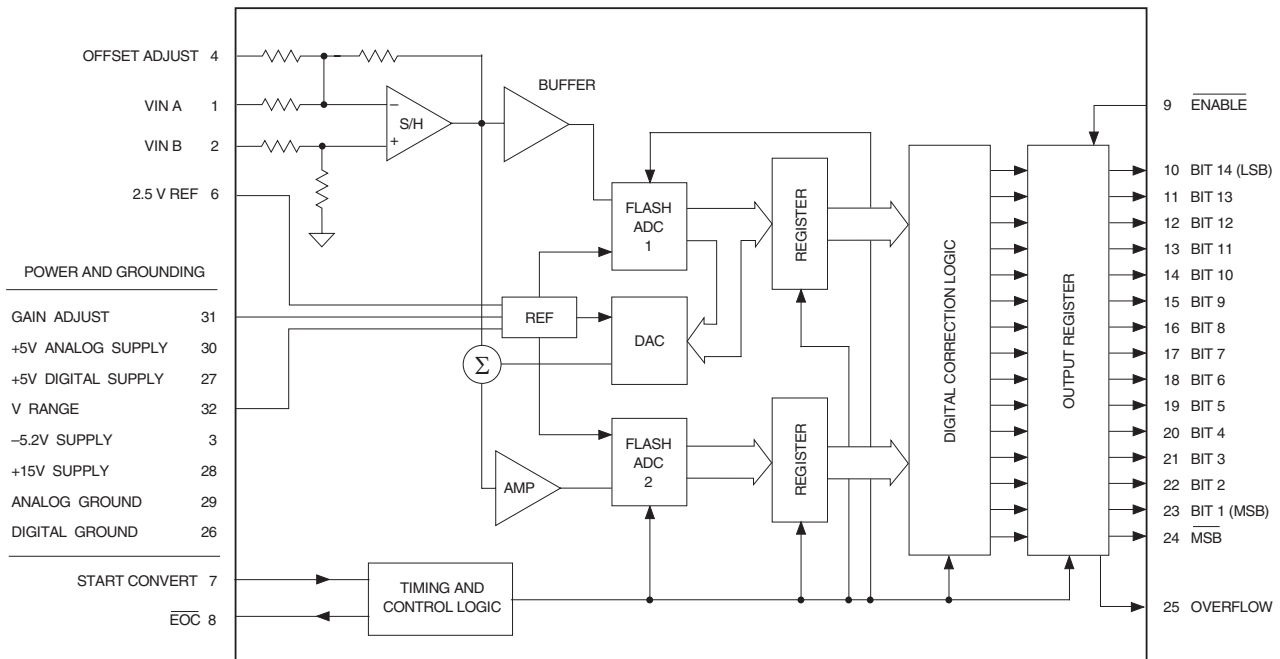 OFFSET ADJUST 4
VIN A 1
VIN B 2
2.5 V REF 6
POWER AND GROUNDING
GAIN ADJUST 31
+5V ANALOG SUPPLY 30
+5V DIGITAL SUPPLY 27
V RANGE 32
–5.2V SUPPLY 3
+15V SUPPLY 28
ANALOG GROUND 29
DIGITAL GROUND 26
START CONVERT 7
EOC 8
– 
S/H
+
BUFFER
FLASH
ADC
1
REF
DAC
Σ
AMP
FLASH
ADC
2
TIMING AND
CONTROL LOGIC
REGISTER
REGISTER
DIGITAL CORRECTION LOGIC
OUTPUT REGISTER
9 ENABLE
10 BIT 14 (LSB)
11 BIT 13
12 BIT 12
13 BIT 11
14 BIT 10
15 BIT 9
16 BIT 8
17 BIT 7
18 BIT 6
19 BIT 5
20 BIT 4
21 BIT 3
22 BIT 2
23 BIT 1 (MSB)
24 MSB
25 OVERFLOW